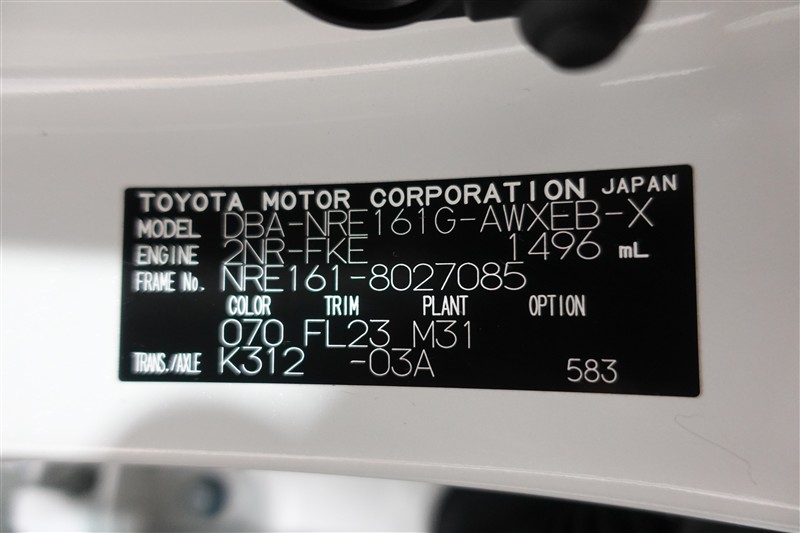 TOYOTA MOTOR CORPORATION JAPAN
MODEL DBA-NRE161G-AWXEB-X
ENGINE 2NR-FKE 1496 mL
FRAME No. NRE161-8027085
COLOR TRIM PLANT OPTION
070 FL23 M31
TRANS./AXLE K312 -03A 583